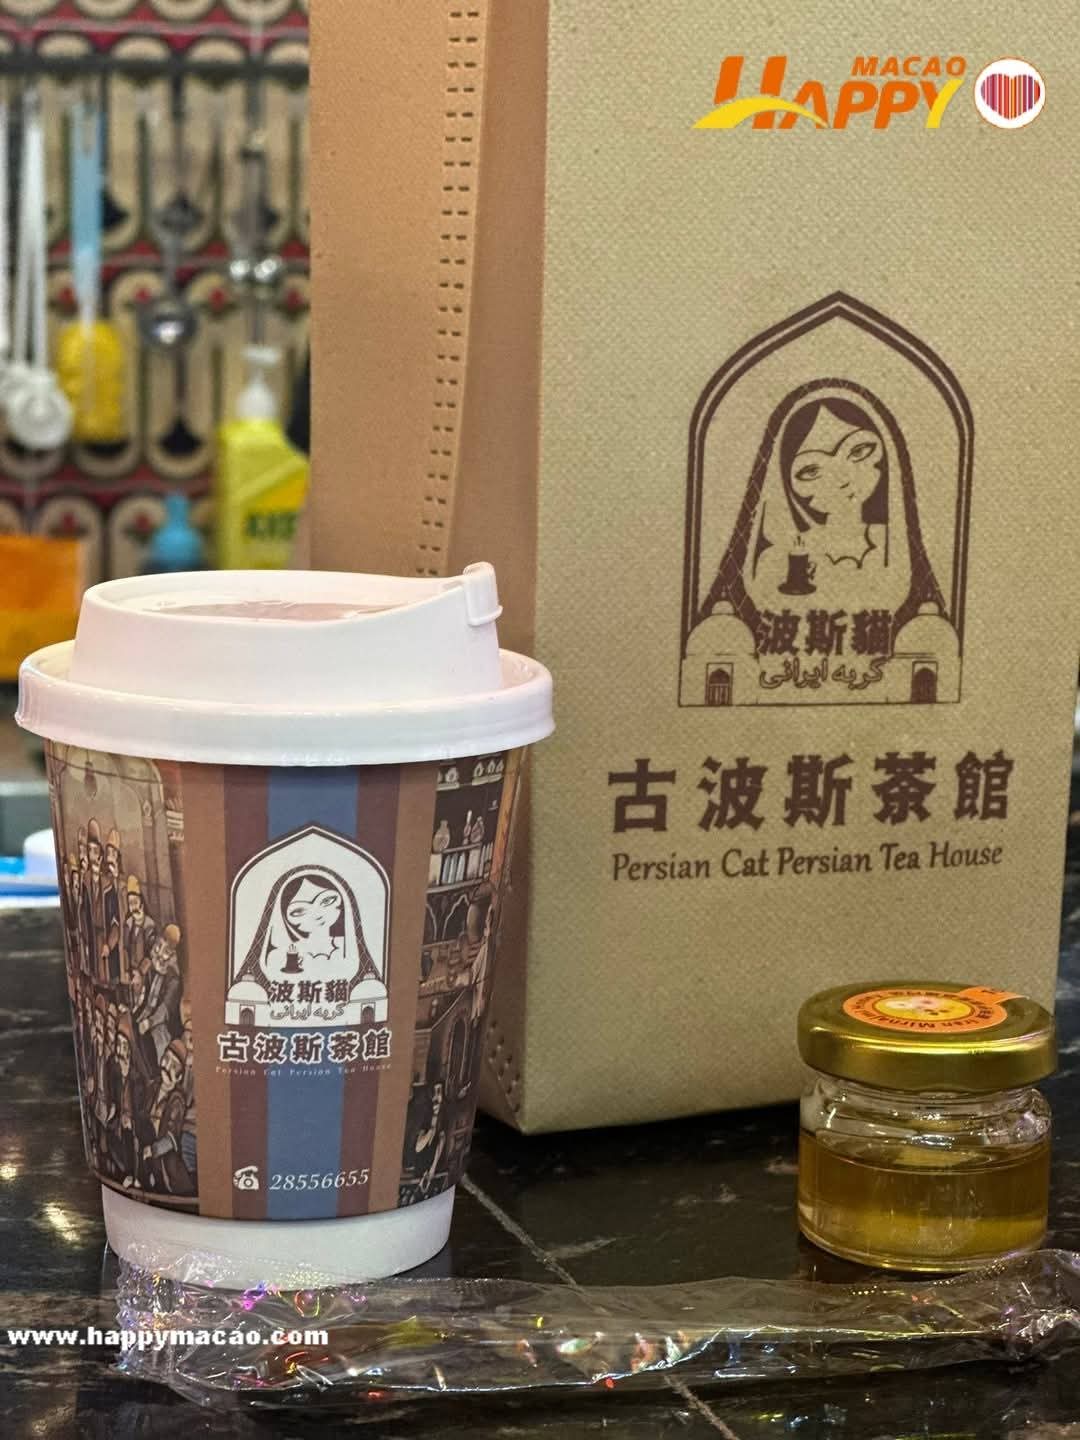 MACAO
HAPPY
波斯貓
گربه ایرانی
古波斯茶館
Persian Cat Persian Tea House
波斯貓
گربه ایرانی
古波斯茶館
Persian Cat Persian Tea House
28556655
www.happymacao.com